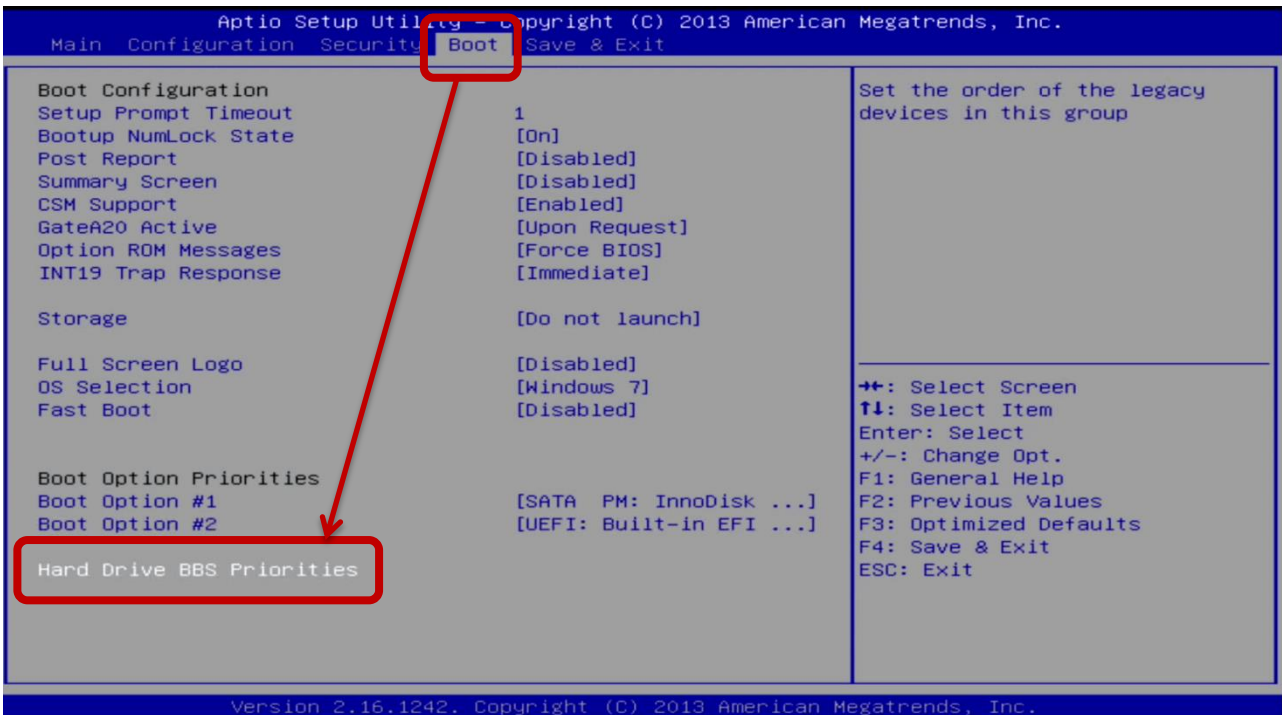 Aptio Setup Utility - Copyright (C) 2013 American Megatrends, Inc.
Main Configuration Security Boot Save & Exit
Boot Configuration
Setup Prompt Timeout 1
Bootup NumLock State [On]
Post Report [Disabled]
Summary Screen [Disabled]
CSM Support [Enabled]
GateA20 Active [Upon Request]
Option ROM Messages [Force BIOS]
INT19 Trap Response [Immediate]
Storage [Do not launch]
Full Screen Logo [Disabled]
OS Selection [Windows 7]
Fast Boot [Disabled]
Boot Option Priorities
Boot Option #1 [SATA PM: InnoDisk ...]
Boot Option #2 [UEFI: Built-in EFI ...]
Hard Drive BBS Priorities
Set the order of the legacy
devices in this group
→←: Select Screen
↑↓: Select Item
Enter: Select
+/-: Change Opt.
F1: General Help
F2: Previous Values
F3: Optimized Defaults
F4: Save & Exit
ESC: Exit
Version 2.16.1242. Copyright (C) 2013 American Megatrends, Inc.